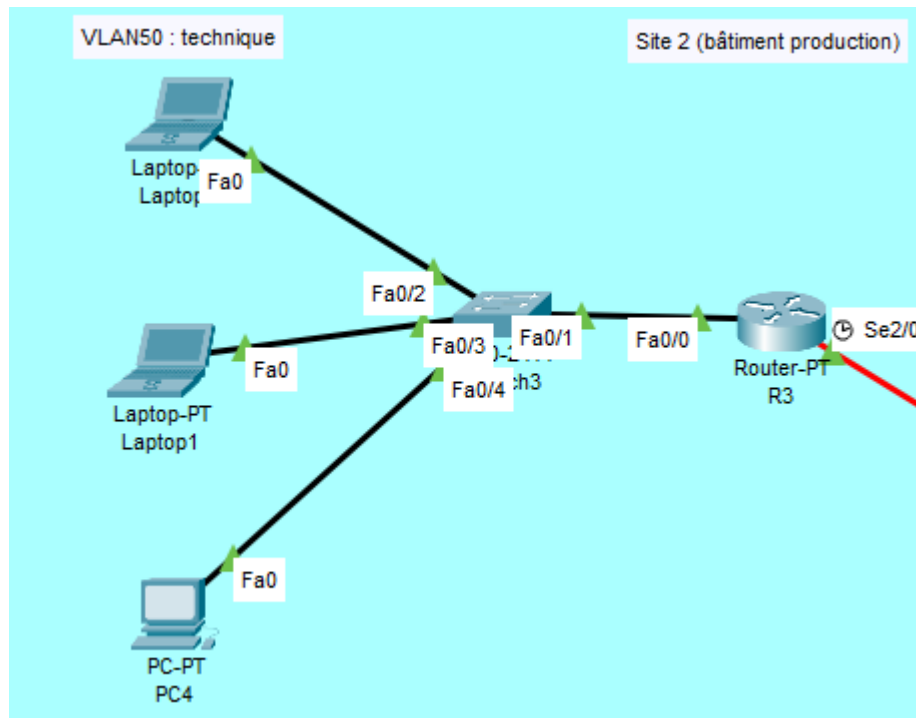 VLAN50 : technique
Site 2 (bâtiment production)
Fa0
Fa0/2
Fa0/3
Fa0/1
Fa0/0
Se2/0
Fa0
Fa0/4
Router-PT
R3
Laptop-PT
Laptop1
Fa0
PC-PT
PC4